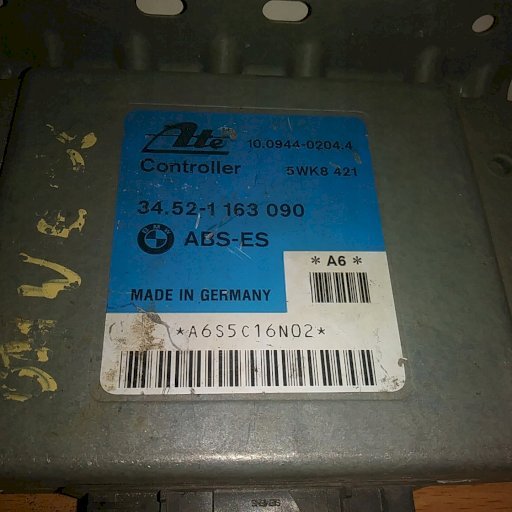 Ate 10.0944-0204.4
Controller 5WK8 421
34.52-1 163 090
BMW ABS-ES
* A6 *
MADE IN GERMANY
*A6S5C16N02*